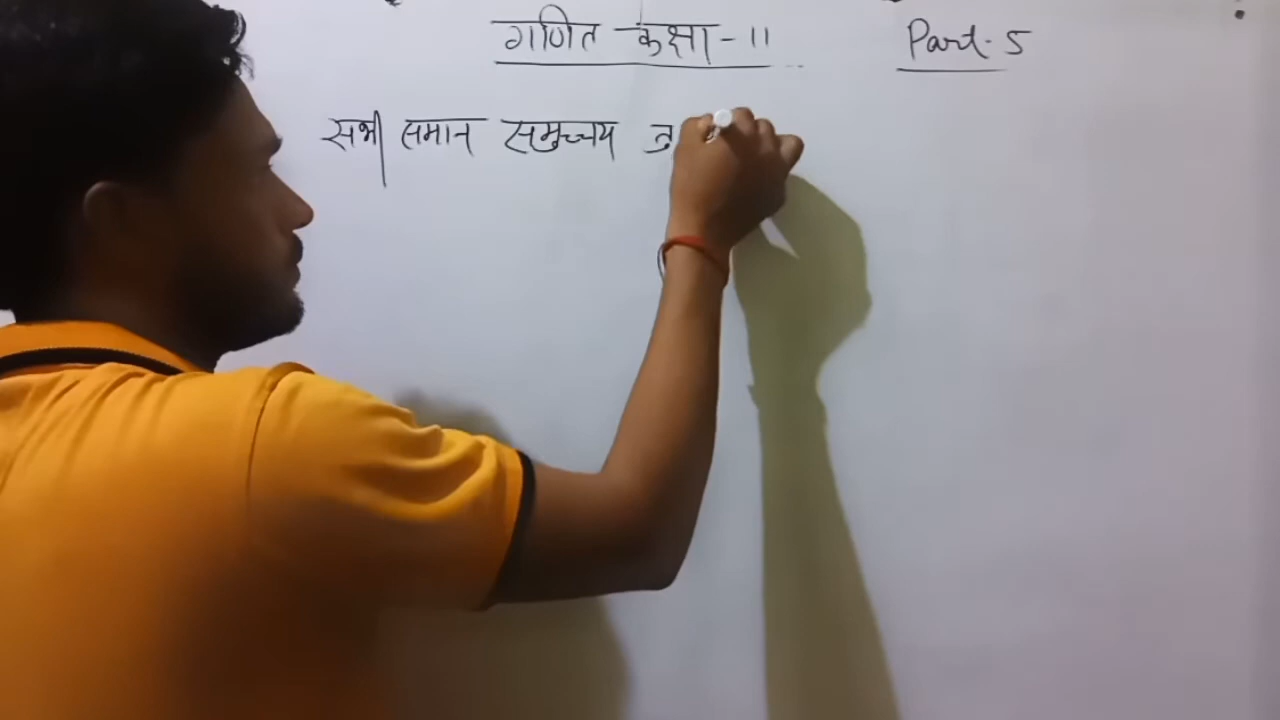 गणित कक्षा - 11
Part - 5
सभी समान समुच्चय तु